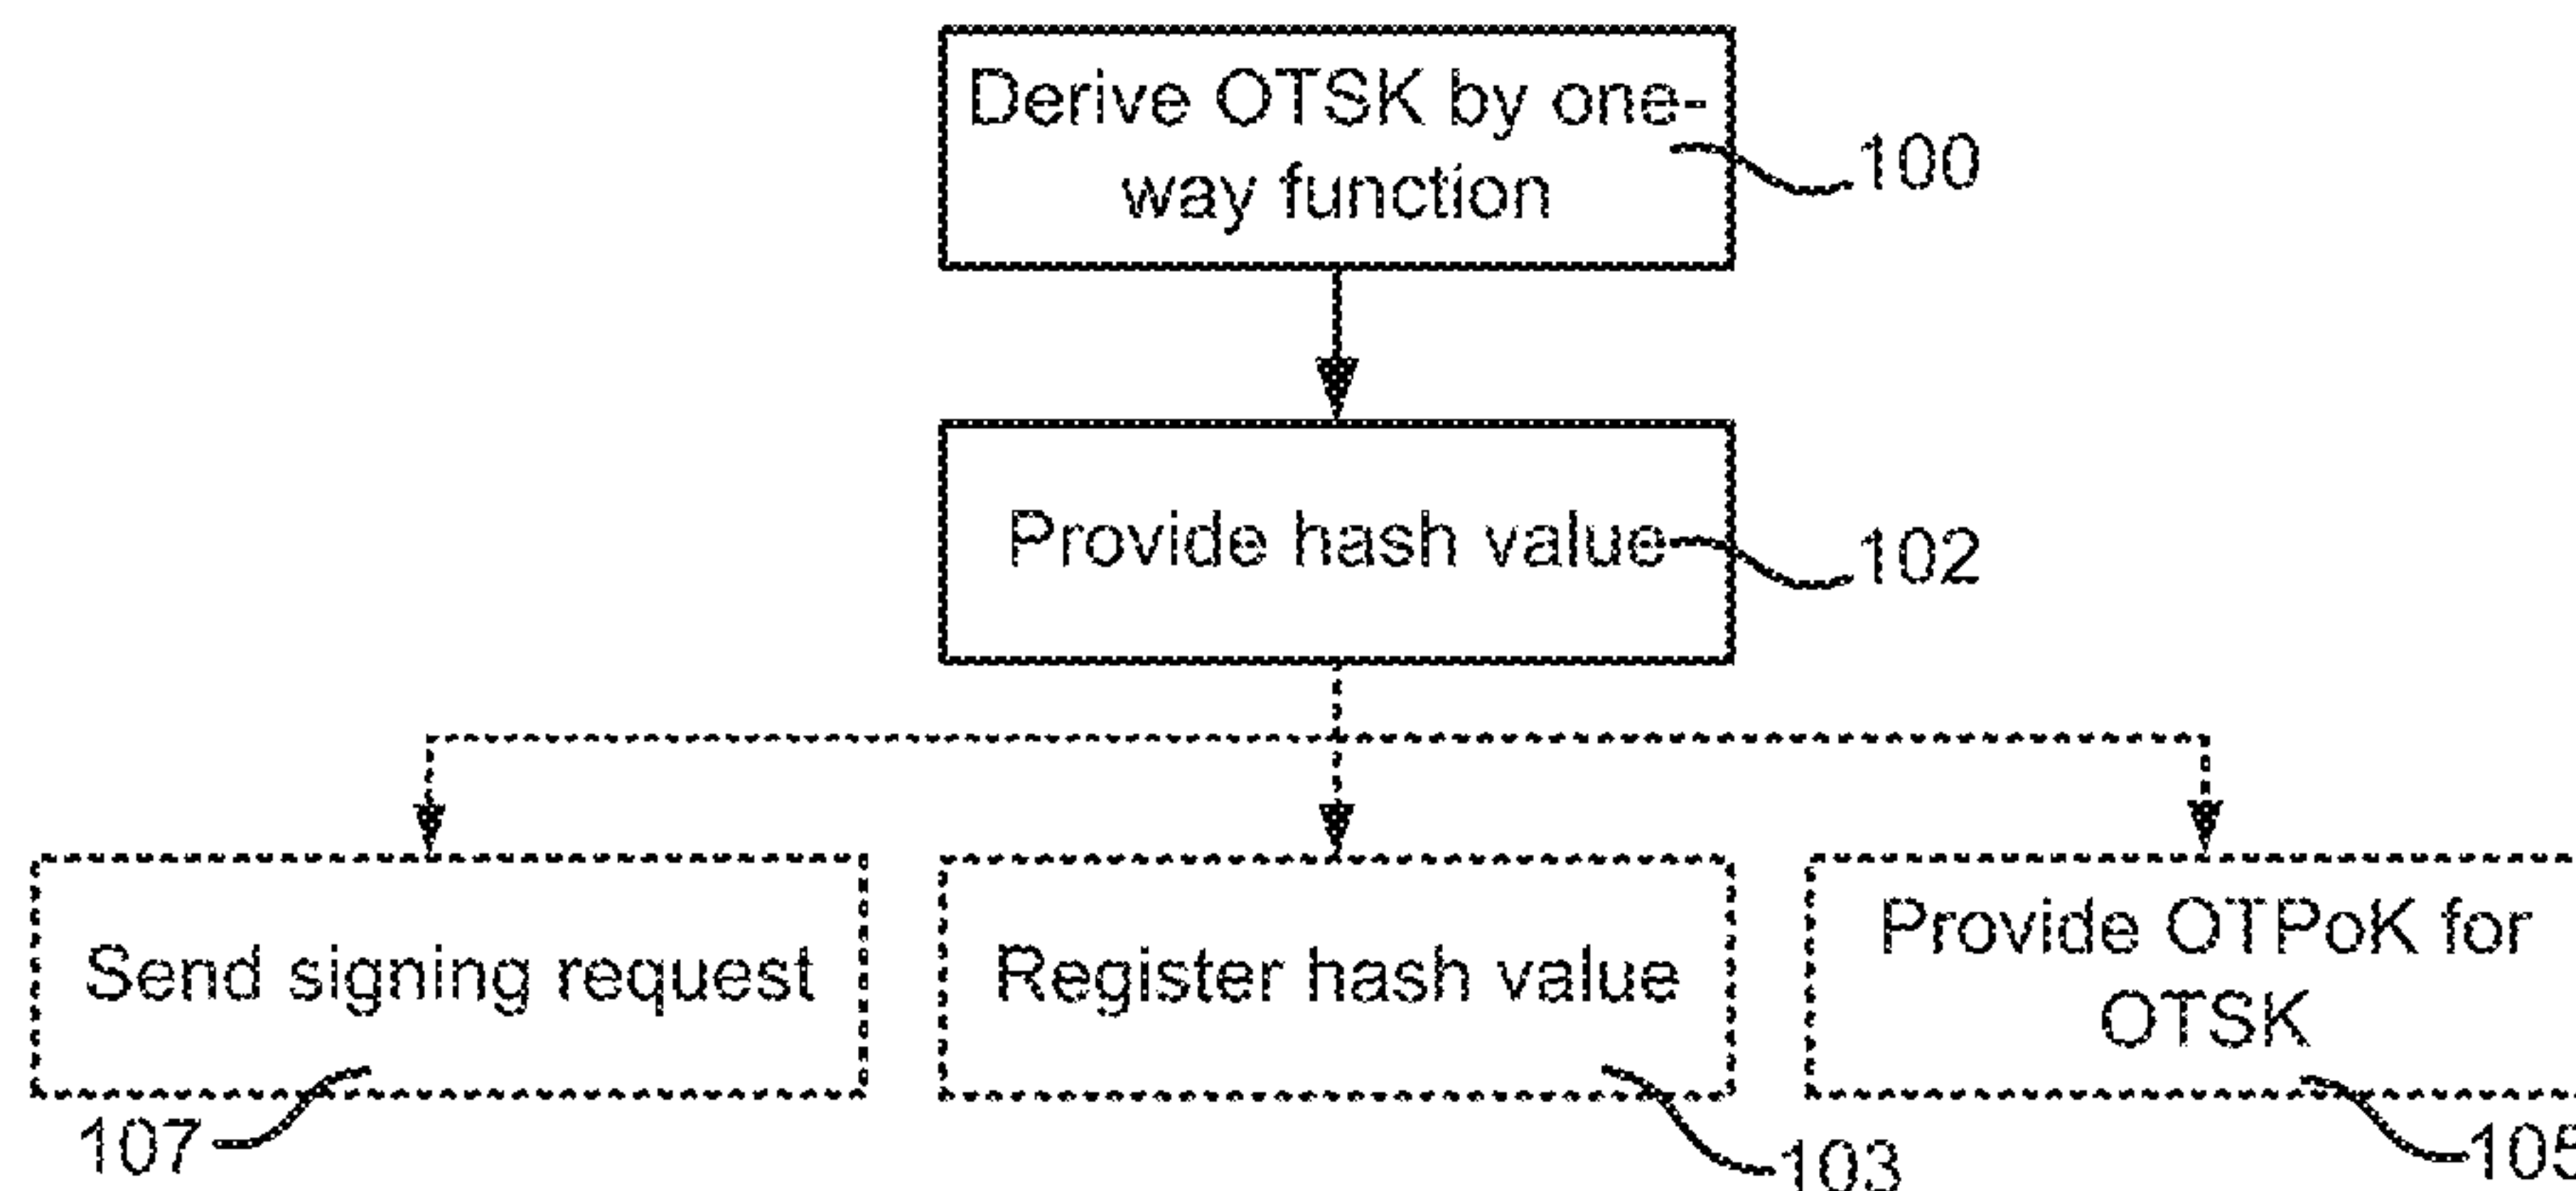 Derive OTSK by one-
way function
100
Provide hash value
102
Send signing request
Register hash value
Provide OTPoK for
OTSK
107
103
105